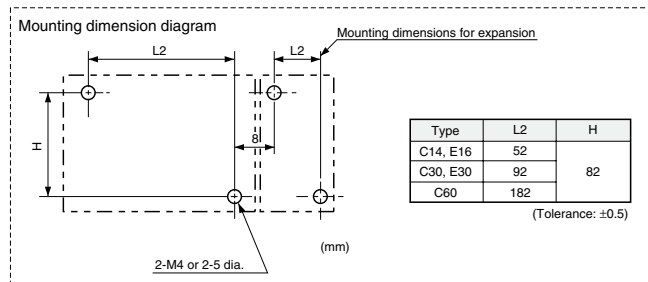 Mounting dimension diagram
L2
L2
Mounting dimensions for expansion
H
8
Type L2 H
C14, E16 52
C30, E30 92 82
C60 182
(Tolerance: ±0.5)
(mm)
2-M4 or 2-5 dia.